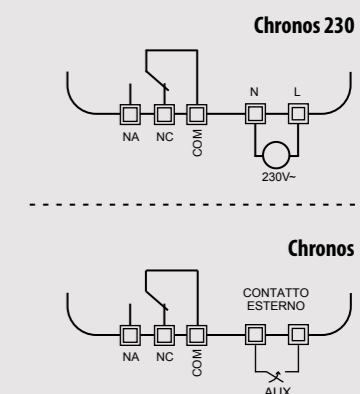 Chronos 230
N L
NA NC COM
230V~
Chronos
CONTATTO
ESTERNO
NA NC COM
AUX